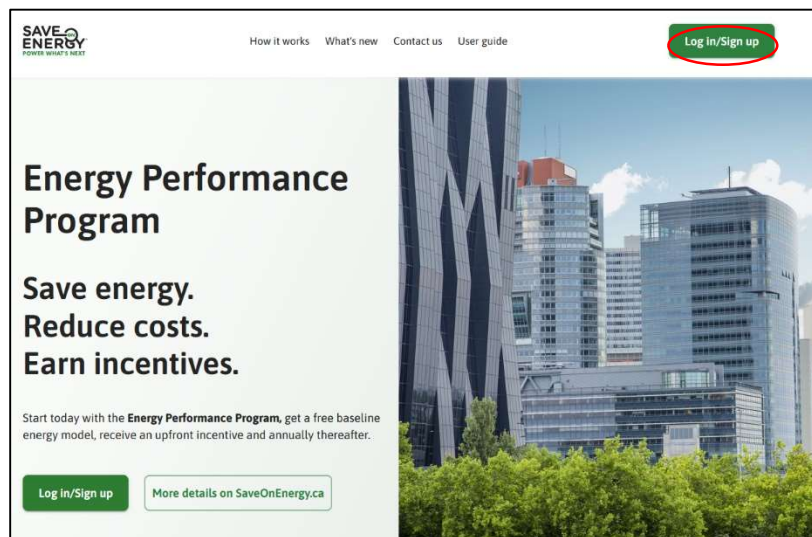 SAVE ON
ENERGY
POWER WHAT'S NEXT
How it works What's new Contact us User guide
Log in/Sign up
Energy Performance
Program
Save energy.
Reduce costs.
Earn incentives.
Start today with the Energy Performance Program, get a free baseline
energy model, receive an upfront incentive and annually thereafter.
Log in/Sign up
More details on SaveOnEnergy.ca